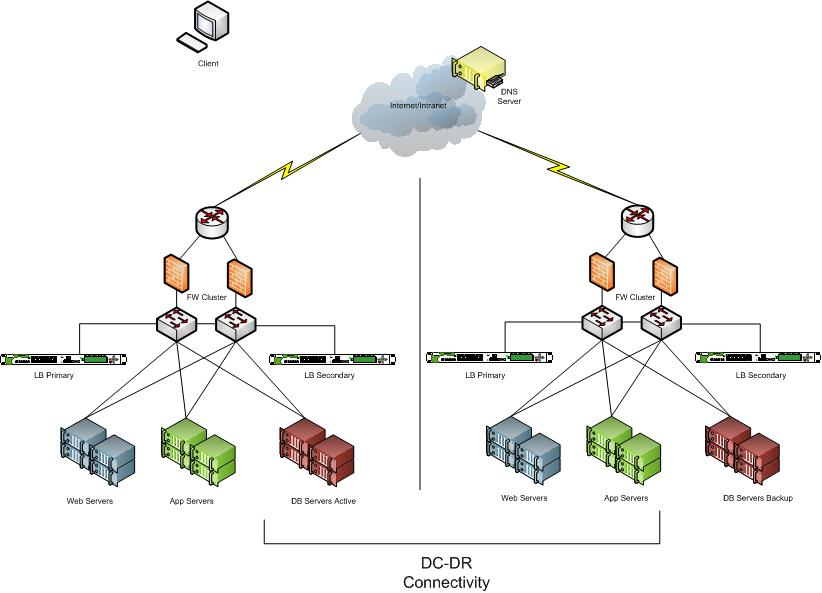 Client
DNS
Server
Internet/Intranet
FW Cluster
FW Cluster
LB Primary
LB Secondary
LB Primary
LB Secondary
Web Servers
App Servers
DB Servers Active
Web Servers
App Servers
DB Servers Backup
DC-DR
Connectivity